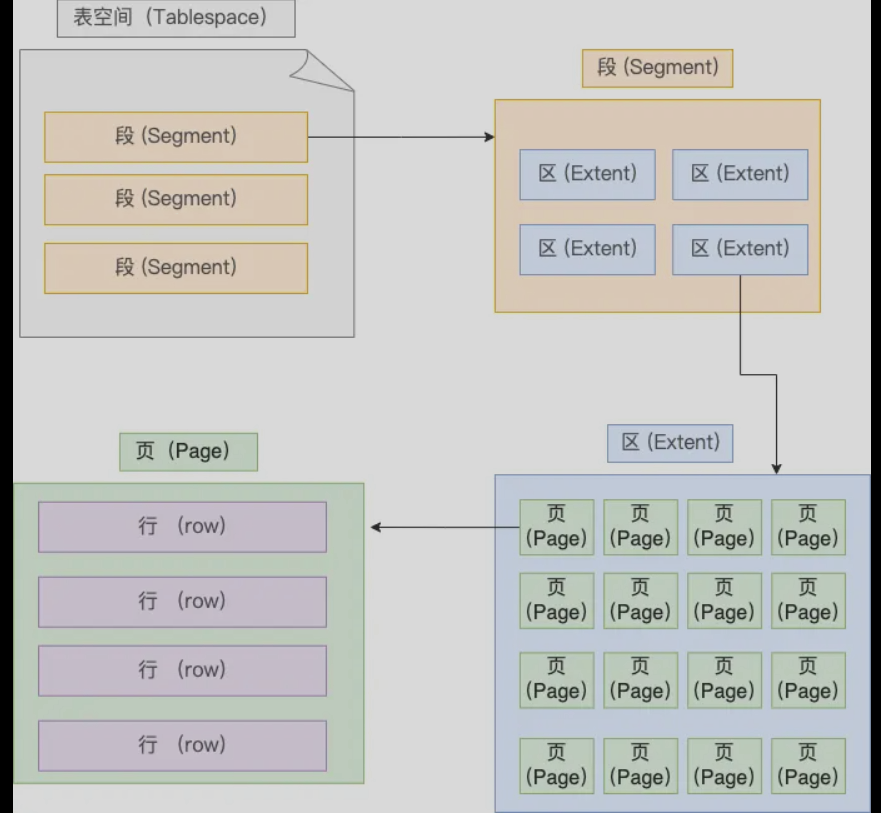 表空间（Tablespace）
段 (Segment)
段 (Segment)
段 (Segment)
段 (Segment)
区 (Extent)
区 (Extent)
区 (Extent)
区 (Extent)
页（Page）
行 （row）
行 （row）
行 （row）
行 （row）
区 (Extent)
页
(Page)
页
(Page)
页
(Page)
页
(Page)
页
(Page)
页
(Page)
页
(Page)
页
(Page)
页
(Page)
页
(Page)
页
(Page)
页
(Page)
页
(Page)
页
(Page)
页
(Page)
页
(Page)